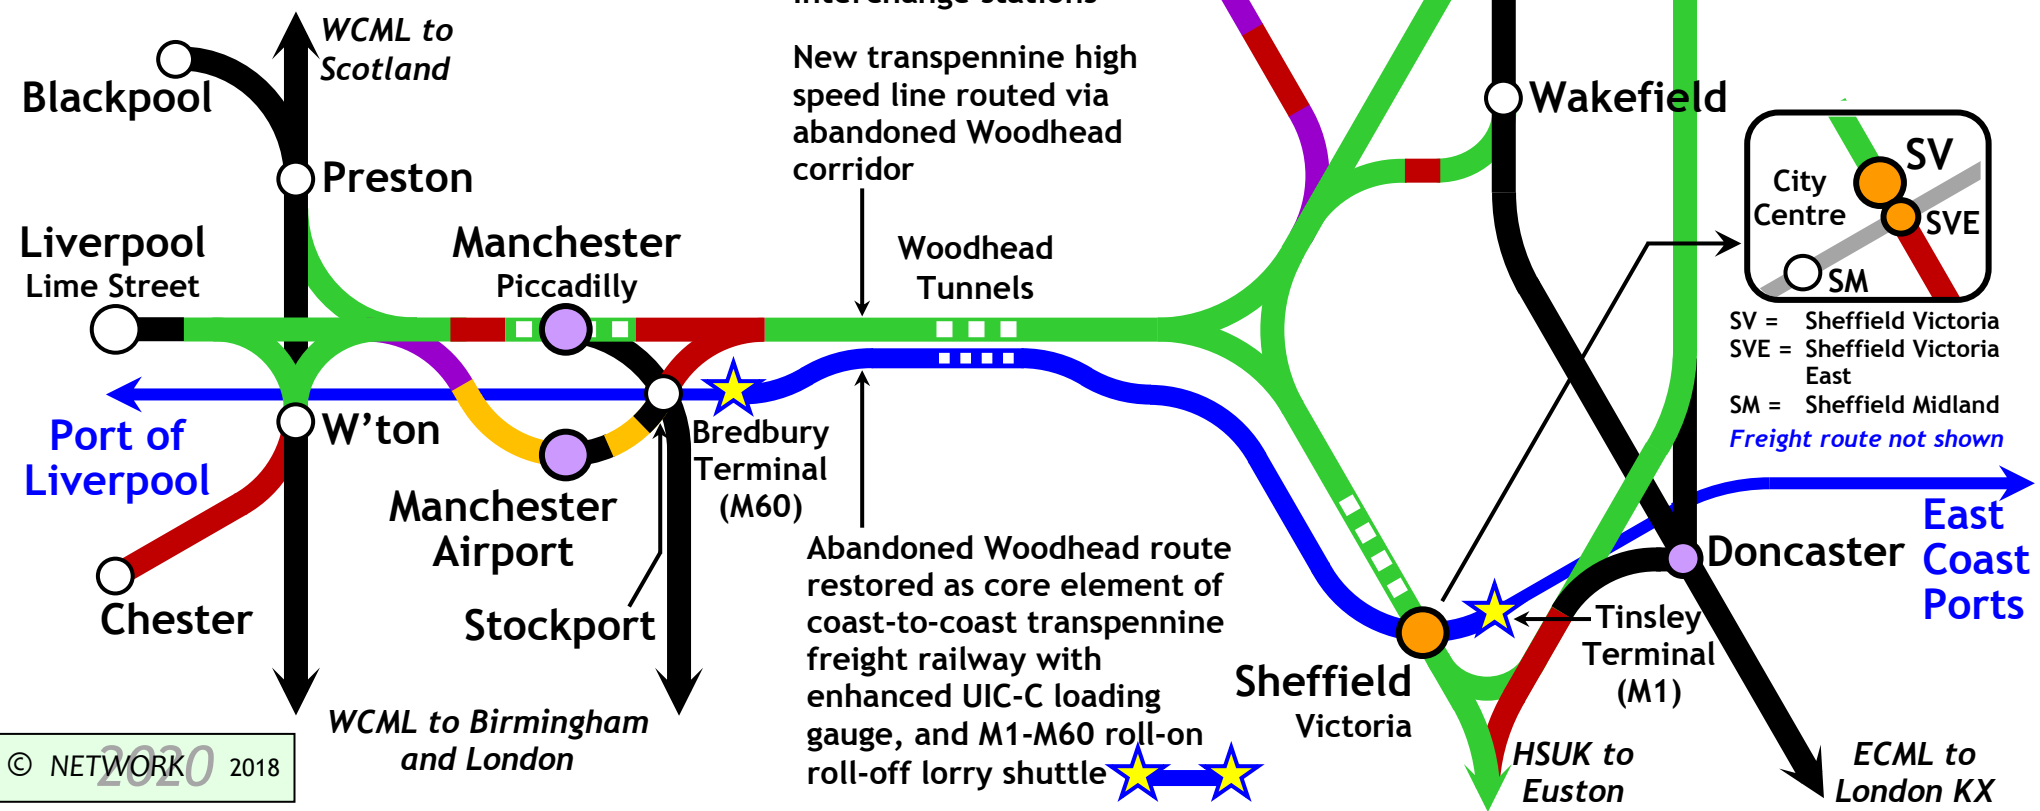 interchange stations
WCML to
Scotland
Blackpool
Preston
New transpennine high
speed line routed via
abandoned Woodhead
corridor
Wakefield
Liverpool
Lime Street
Manchester
Piccadilly
Woodhead
Tunnels
SV
City
Centre
SVE
SM
SV = Sheffield Victoria
SVE = Sheffield Victoria
East
SM = Sheffield Midland
Freight route not shown
Port of
Liverpool
W'ton
Bredbury
Terminal
(M60)
Manchester
Airport
Chester
Stockport
Abandoned Woodhead route
restored as core element of
coast-to-coast transpennine
freight railway with
enhanced UIC-C loading
gauge, and M1-M60 roll-on
roll-off lorry shuttle
East
Coast
Ports
Doncaster
Tinsley
Terminal
(M1)
Sheffield
Victoria
WCML to Birmingham
and London
HSUK to
Euston
ECML to
London KX
© NETWORK 2020 2018